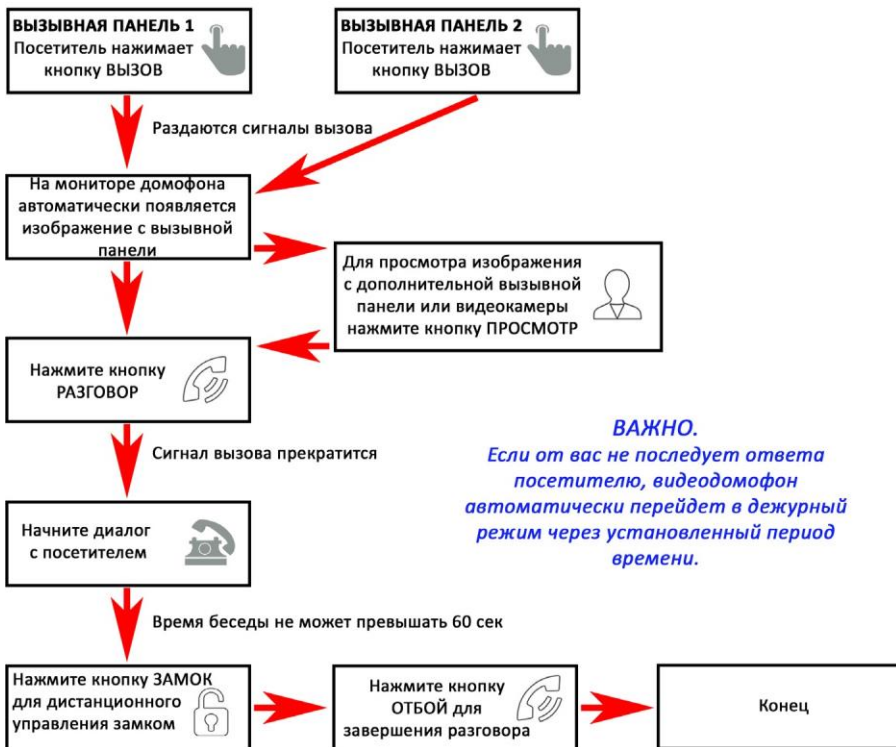 ВЫЗЫВНАЯ ПАНЕЛЬ 1
Посетитель нажимает
кнопку ВЫЗОВ
ВЫЗЫВНАЯ ПАНЕЛЬ 2
Посетитель нажимает
кнопку ВЫЗОВ
Раздаются сигналы вызова
На мониторе домофона
автоматически появляется
изображение с вызывной
панели
Для просмотра изображения
с дополнительной вызывной
панели или видеокамеры
нажмите кнопку ПРОСМОТР
Нажмите кнопку
РАЗГОВОР
Сигнал вызова прекратится
ВАЖНО.
Если от вас не последует ответа
посетителю, видеодомофон
автоматически перейдет в дежурный
режим через установленный период
времени.
Начните диалог
с посетителем
Время беседы не может превышать 60 сек
Нажмите кнопку ЗАМОК
для дистанционного
управления замком
Нажмите кнопку
ОТБОЙ для
завершения разговора
Конец